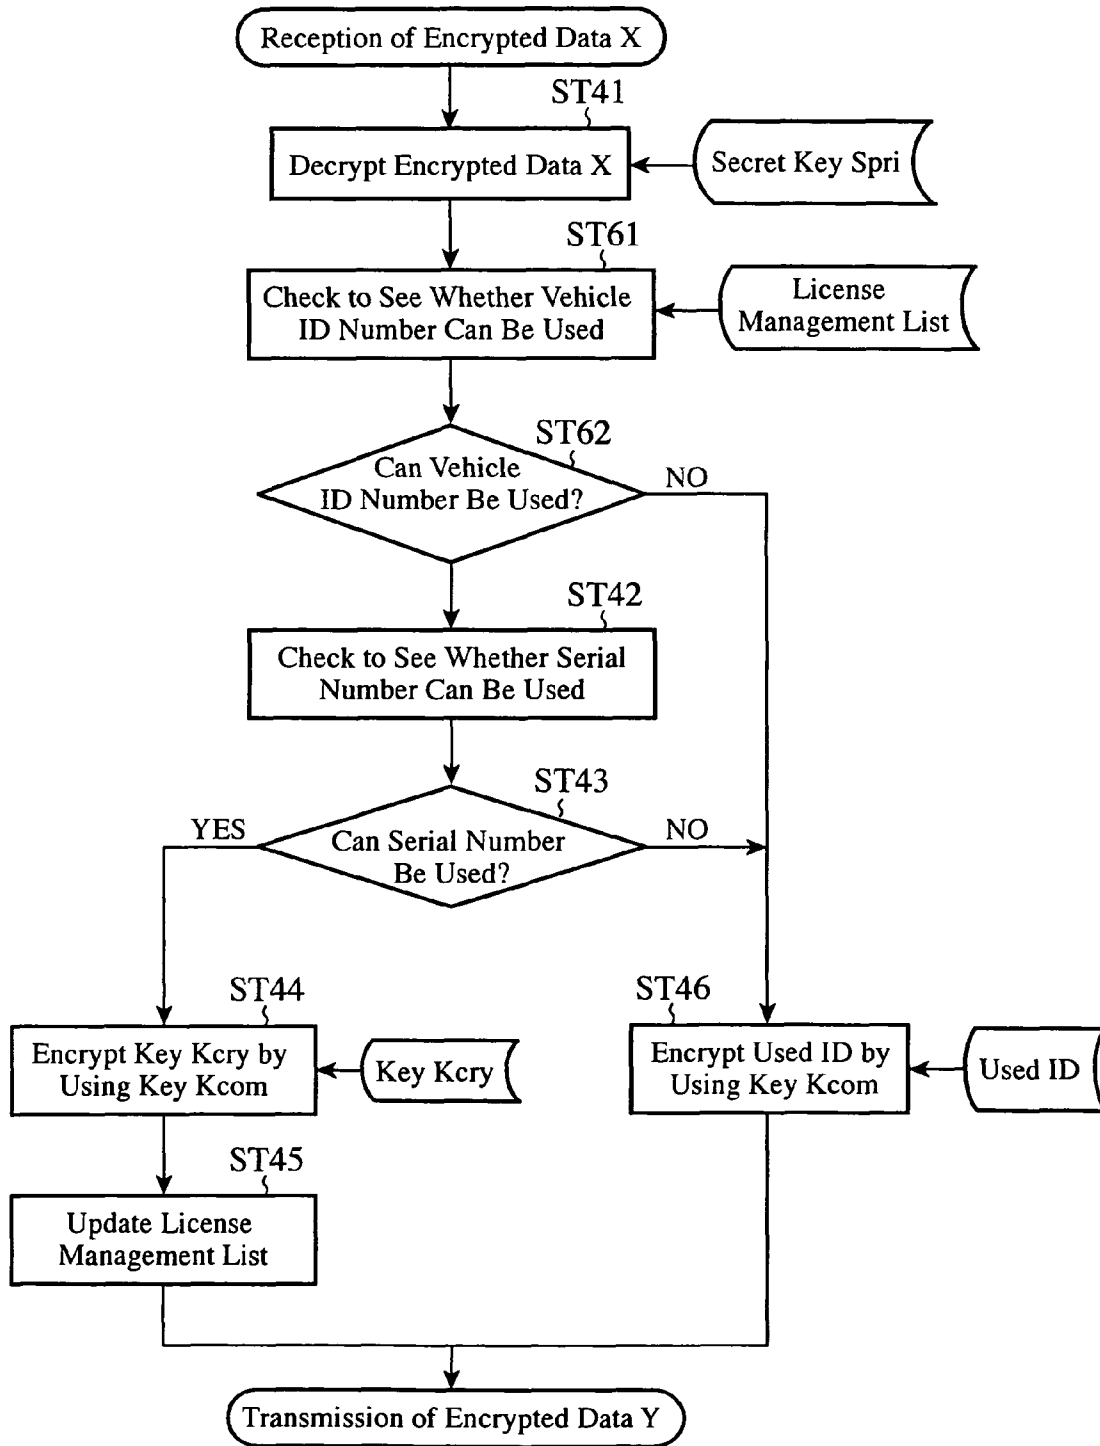 Reception of Encrypted Data X
ST41
Decrypt Encrypted Data X
Secret Key Spri
ST61
Check to See Whether Vehicle
ID Number Can Be Used
License
Management List
ST62
Can Vehicle
ID Number Be Used?
NO
ST42
Check to See Whether Serial
Number Can Be Used
ST43
YES
Can Serial Number
Be Used?
NO
ST44
Encrypt Key Kcry by
Using Key Kcom
Key Kcry
ST46
Encrypt Used ID by
Using Key Kcom
Used ID
ST45
Update License
Management List
Transmission of Encrypted Data Y